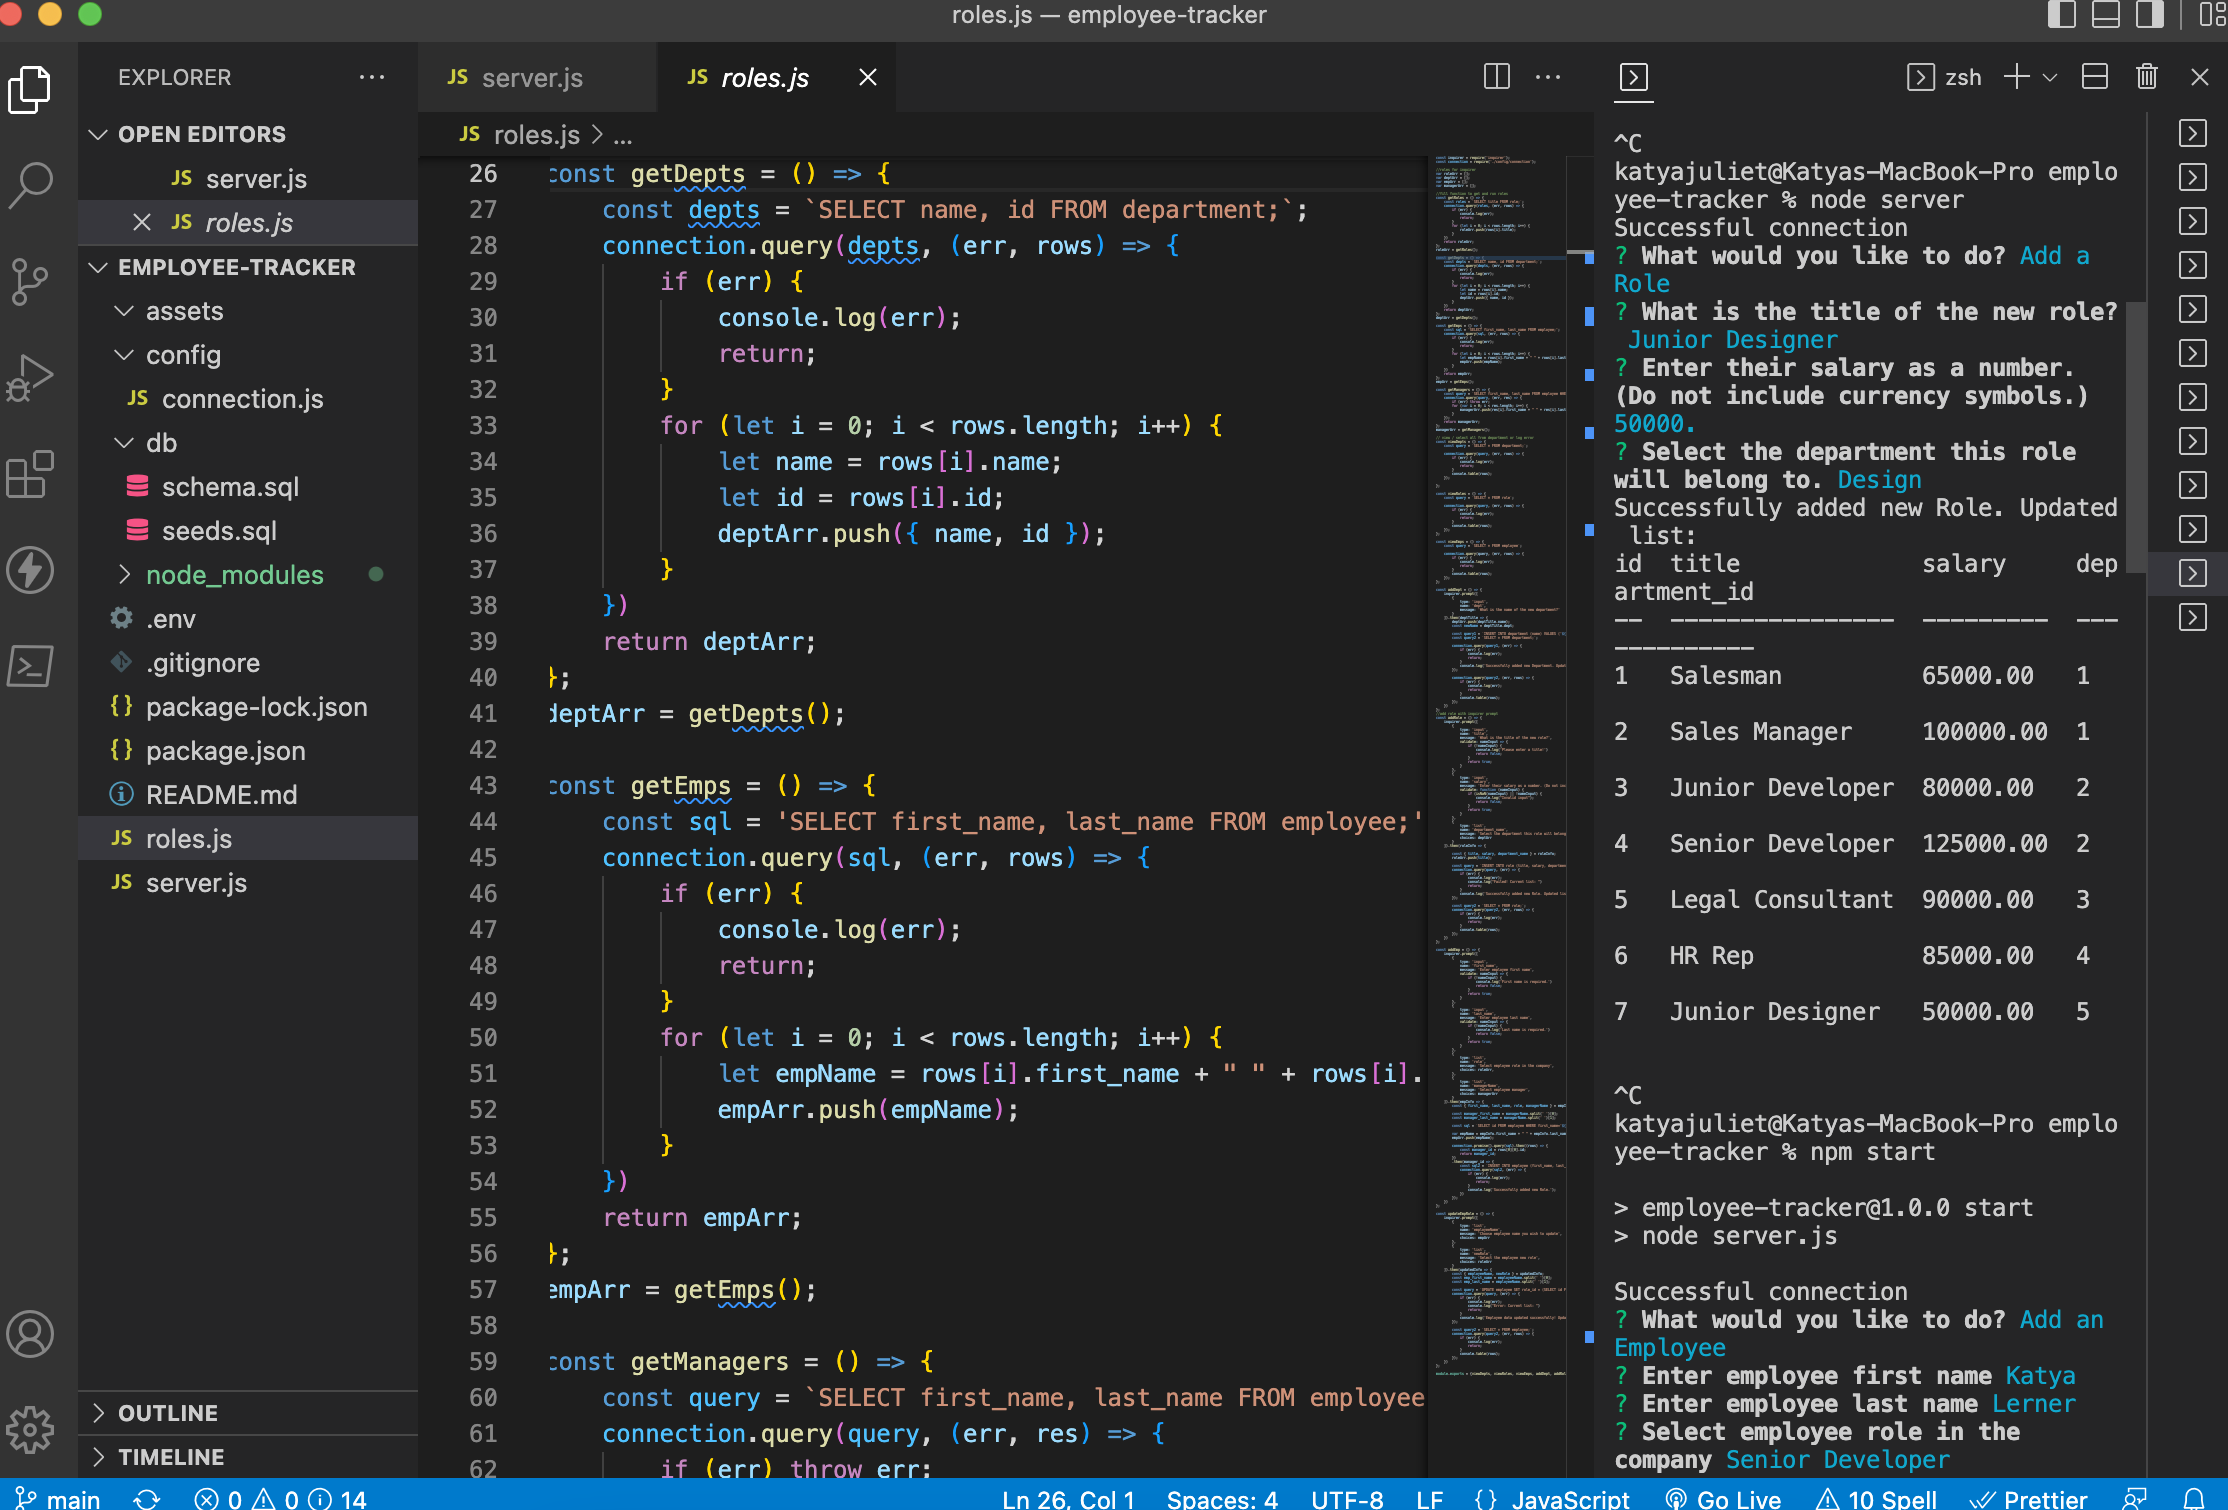 roles.js — employee-tracker
EXPLORER
OPEN EDITORS
JS server.js
JS roles.js
EMPLOYEE-TRACKER
assets
config
JS connection.js
db
schema.sql
seeds.sql
node_modules
.env
.gitignore
{} package-lock.json
{} package.json
README.md
JS roles.js
JS server.js
OUTLINE
TIMELINE
JS server.js
JS roles.js
JS roles.js > ...
26 const getDepts = () => {
27 const depts = `SELECT name, id FROM department;`;
28 connection.query(depts, (err, rows) => {
29 if (err) {
30 console.log(err);
31 return;
32 }
33 for (let i = 0; i < rows.length; i++) {
34 let name = rows[i].name;
35 let id = rows[i].id;
36 deptArr.push({ name, id });
37 }
38 })
39 return deptArr;
40 };
41 deptArr = getDepts();
42
43 const getEmps = () => {
44 const sql = 'SELECT first_name, last_name FROM employee;'
45 connection.query(sql, (err, rows) => {
46 if (err) {
47 console.log(err);
48 return;
49 }
50 for (let i = 0; i < rows.length; i++) {
51 let empName = rows[i].first_name + " " + rows[i].
52 empArr.push(empName);
53 }
54 })
55 return empArr;
56 };
57 empArr = getEmps();
58
59 const getManagers = () => {
60 const query = `SELECT first_name, last_name FROM employee
61 connection.query(query, (err, res) => {
62 if (err) throw err;
zsh
^C
katyajuliet@Katyas-MacBook-Pro emplo
yee-tracker % node server
Successful connection
? What would you like to do? Add a
Role
? What is the title of the new role?
Junior Designer
? Enter their salary as a number.
(Do not include currency symbols.)
50000.
? Select the department this role
will belong to. Design
Successfully added new Role. Updated
list:
id title salary dep
artment_id
-- ---------------- --------- ---
----------
1 Salesman 65000.00 1
2 Sales Manager 100000.00 1
3 Junior Developer 80000.00 2
4 Senior Developer 125000.00 2
5 Legal Consultant 90000.00 3
6 HR Rep 85000.00 4
7 Junior Designer 50000.00 5
^C
katyajuliet@Katyas-MacBook-Pro emplo
yee-tracker % npm start
> employee-tracker@1.0.0 start
> node server.js
Successful connection
? What would you like to do? Add an
Employee
? Enter employee first name Katya
? Enter employee last name Lerner
? Select employee role in the
company Senior Developer
main 0 0 14 Ln 26, Col 1 Spaces: 4 UTF-8 LF {} JavaScript Go Live 10 Spell Prettier